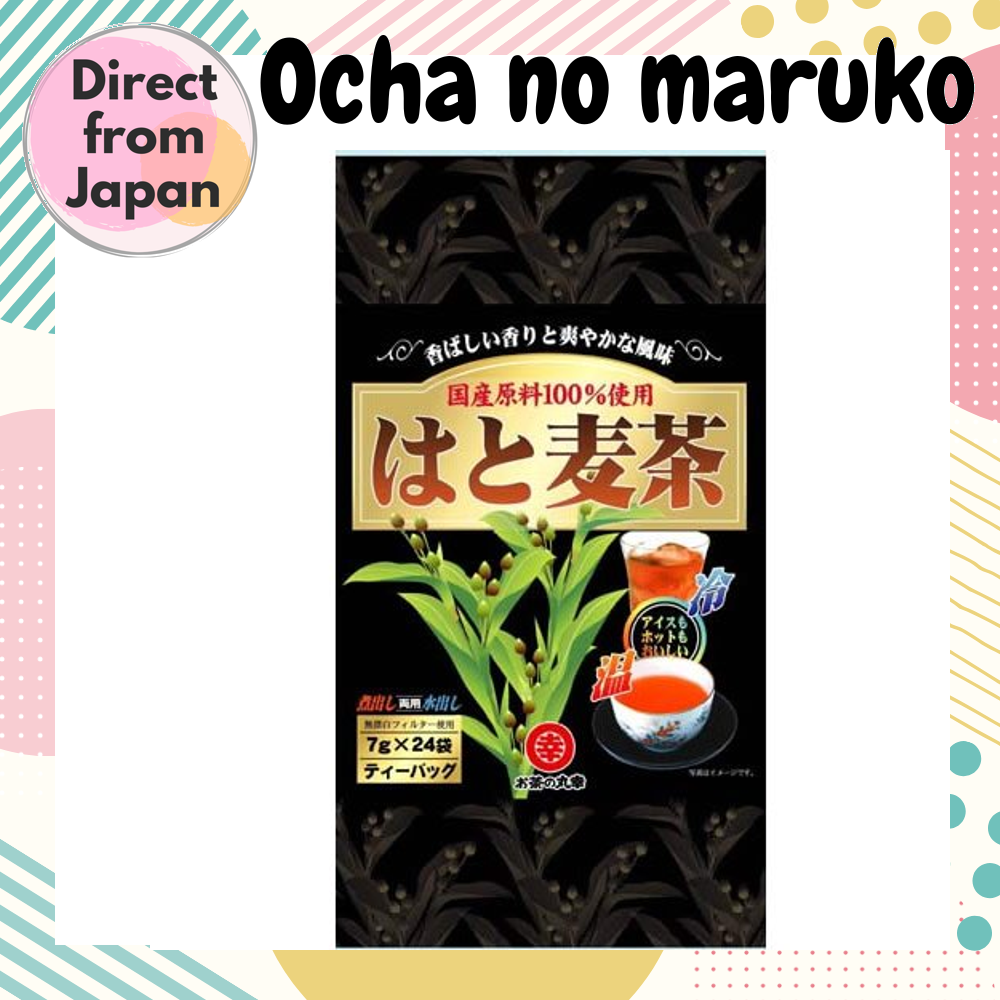 Direct
from
Japan
Ocha no maruko
香ばしい香りと爽やかな風味
国産原料100%使用
はと麦茶
冷
アイスも
ホットも
おいしい
温
煮出し両用水出し
無漂白フィルター使用
7g×24袋
ティーバッグ
幸
お茶の丸幸
写真はイメージです。